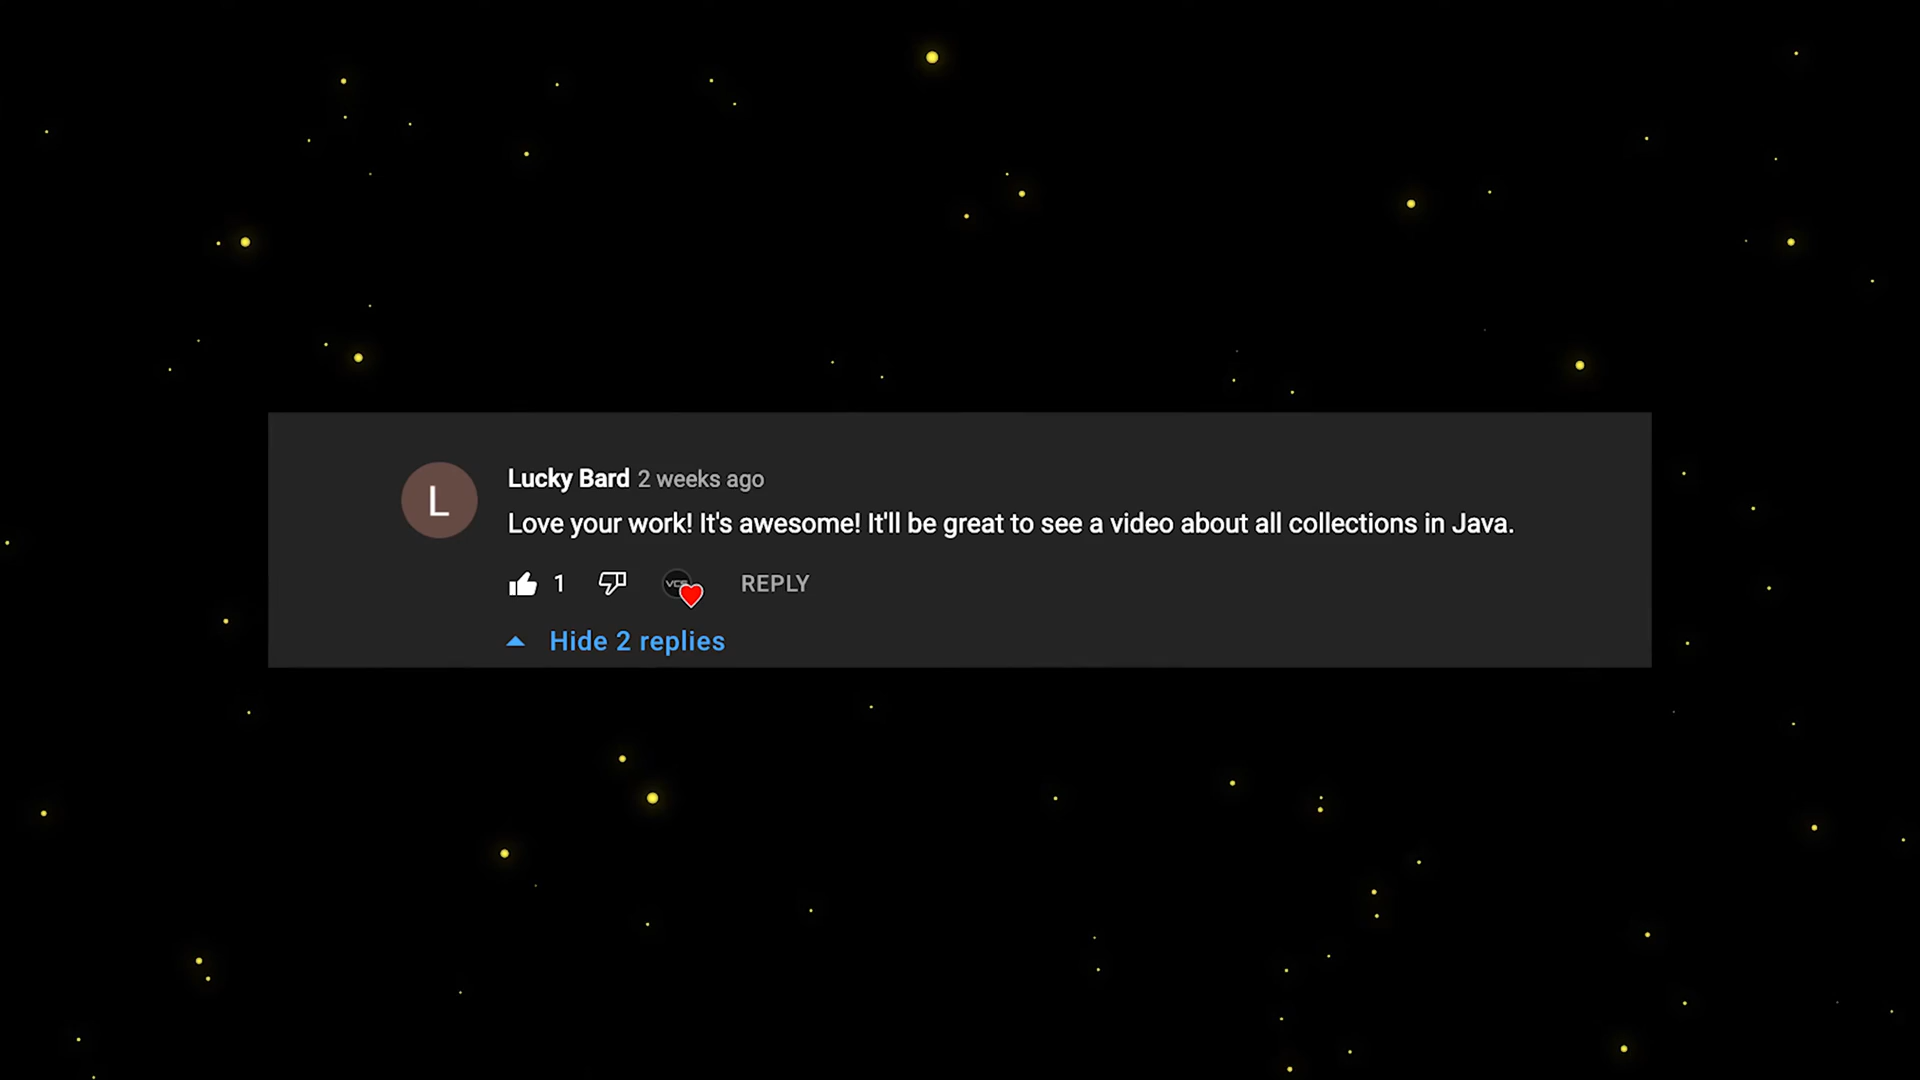 L
Lucky Bard 2 weeks ago
Love your work! It's awesome! It'll be great to see a video about all collections in Java.
1 REPLY
Hide 2 replies